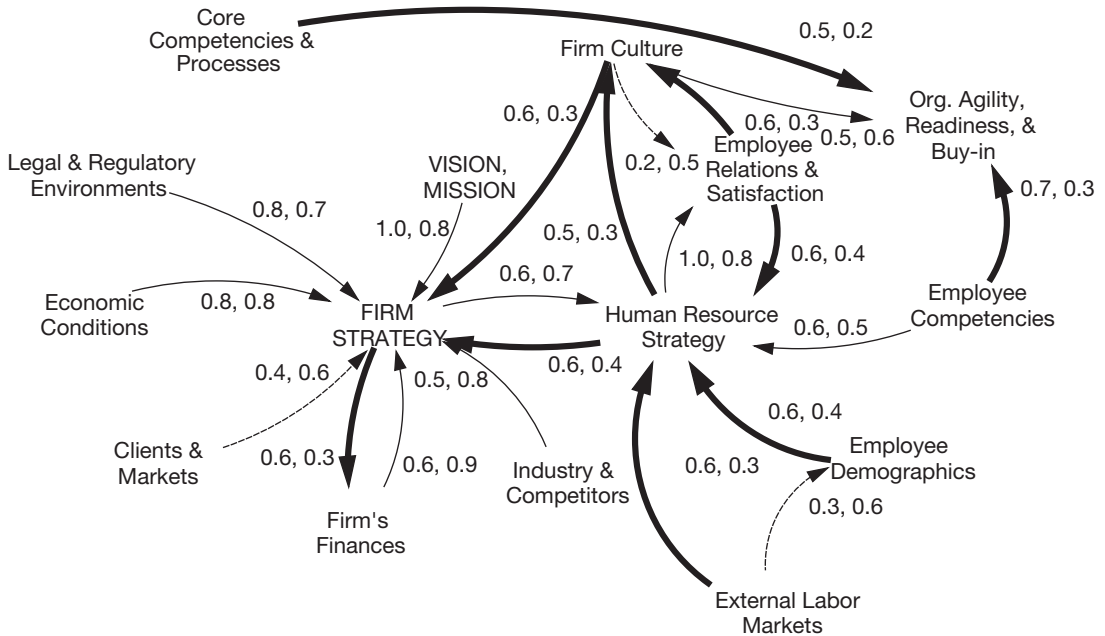 Core
Competencies &
Processes
0.5, 0.2
Firm Culture
Org. Agility,
Readiness, &
Buy-in
0.6, 0.3
0.6, 0.3
0.5, 0.6
Legal & Regulatory
Environments
VISION,
MISSION
0.2, 0.5
Employee
Relations &
Satisfaction
0.7, 0.3
0.8, 0.7
1.0, 0.8
0.5, 0.3
1.0, 0.8
0.6, 0.4
0.6, 0.7
Economic
Conditions
0.8, 0.8
FIRM
STRATEGY
Human Resource
Strategy
Employee
Competencies
0.6, 0.5
0.6, 0.4
0.4, 0.6
0.5, 0.8
0.6, 0.4
Clients &
Markets
0.6, 0.3
0.6, 0.9
Industry &
Competitors
0.6, 0.3
Employee
Demographics
0.3, 0.6
Firm's
Finances
External Labor
Markets